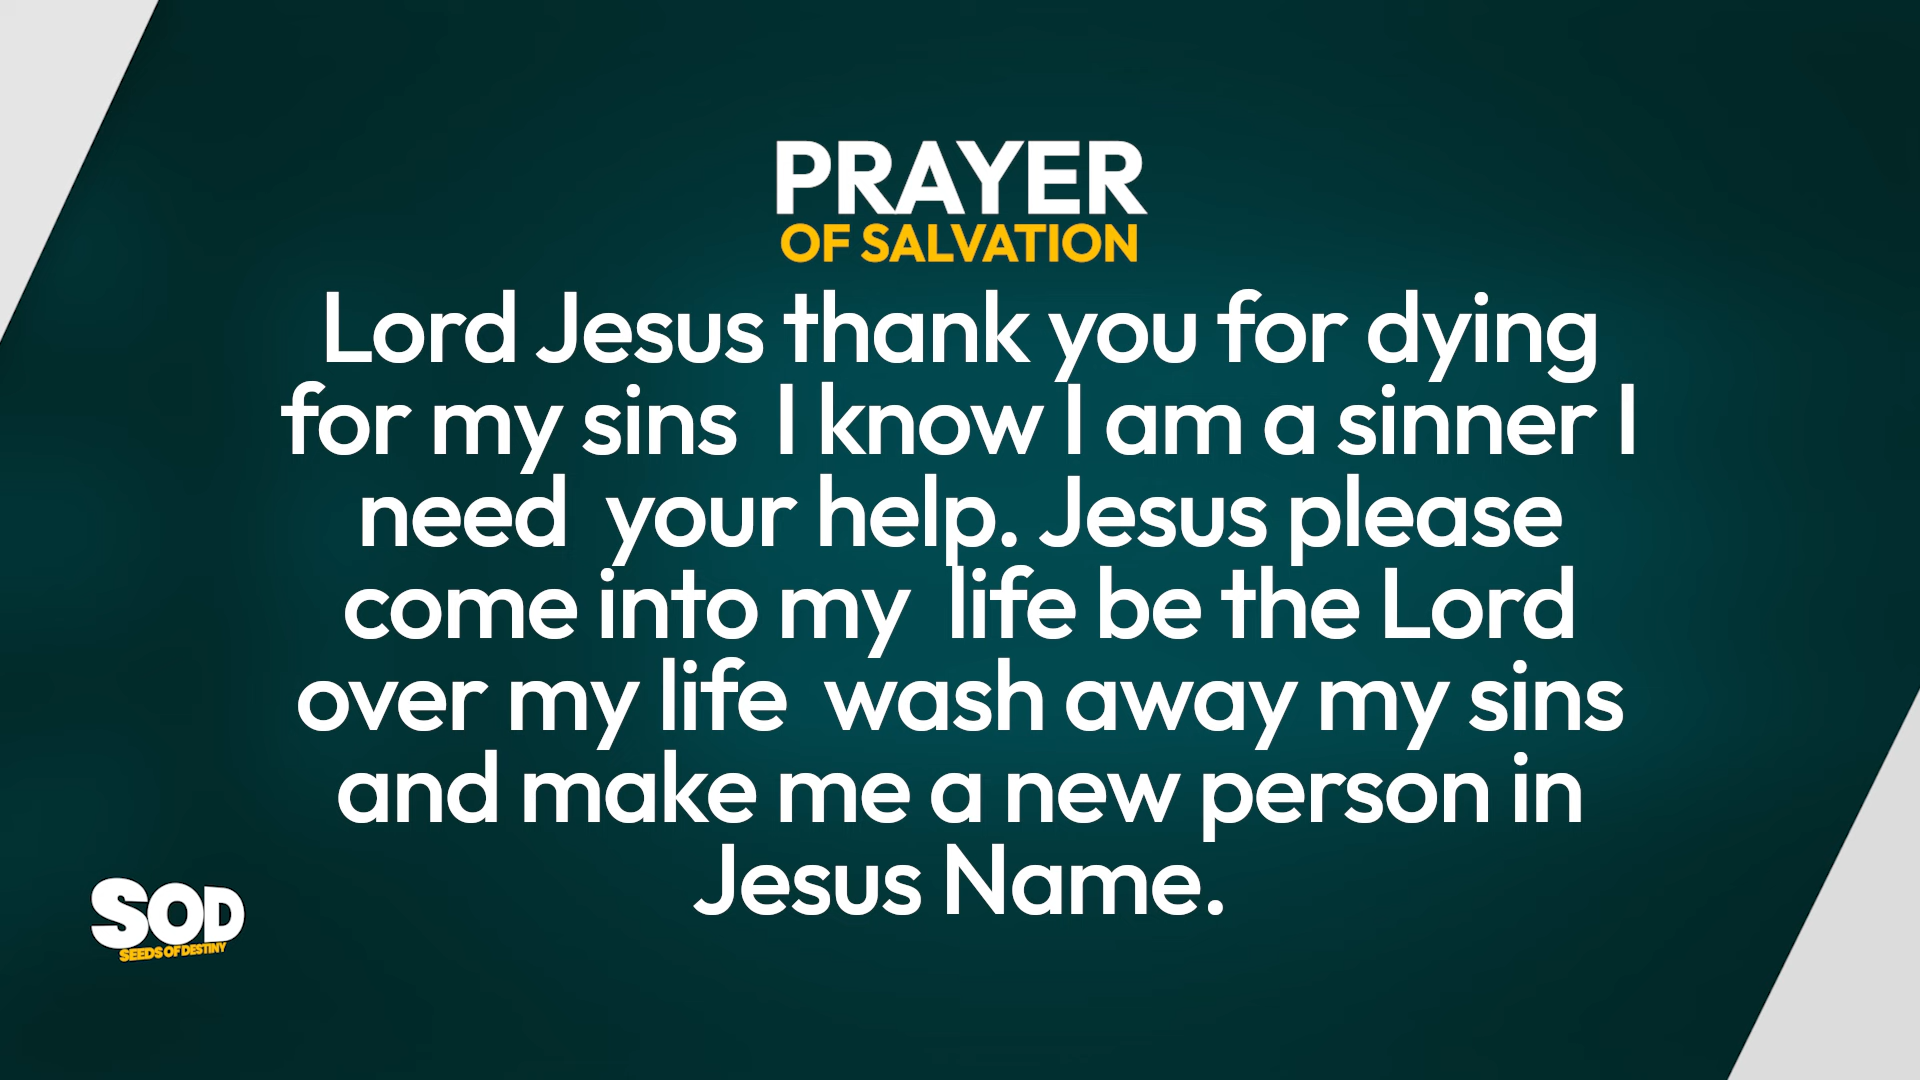 PRAYER
OF SALVATION
Lord Jesus thank you for dying
for my sins  I know I am a sinner I
need  your help. Jesus please
come into my  life be the Lord
over my life  wash away my sins
and make me a new person in
Jesus Name.
SOD
SEEDS OF DESTINY